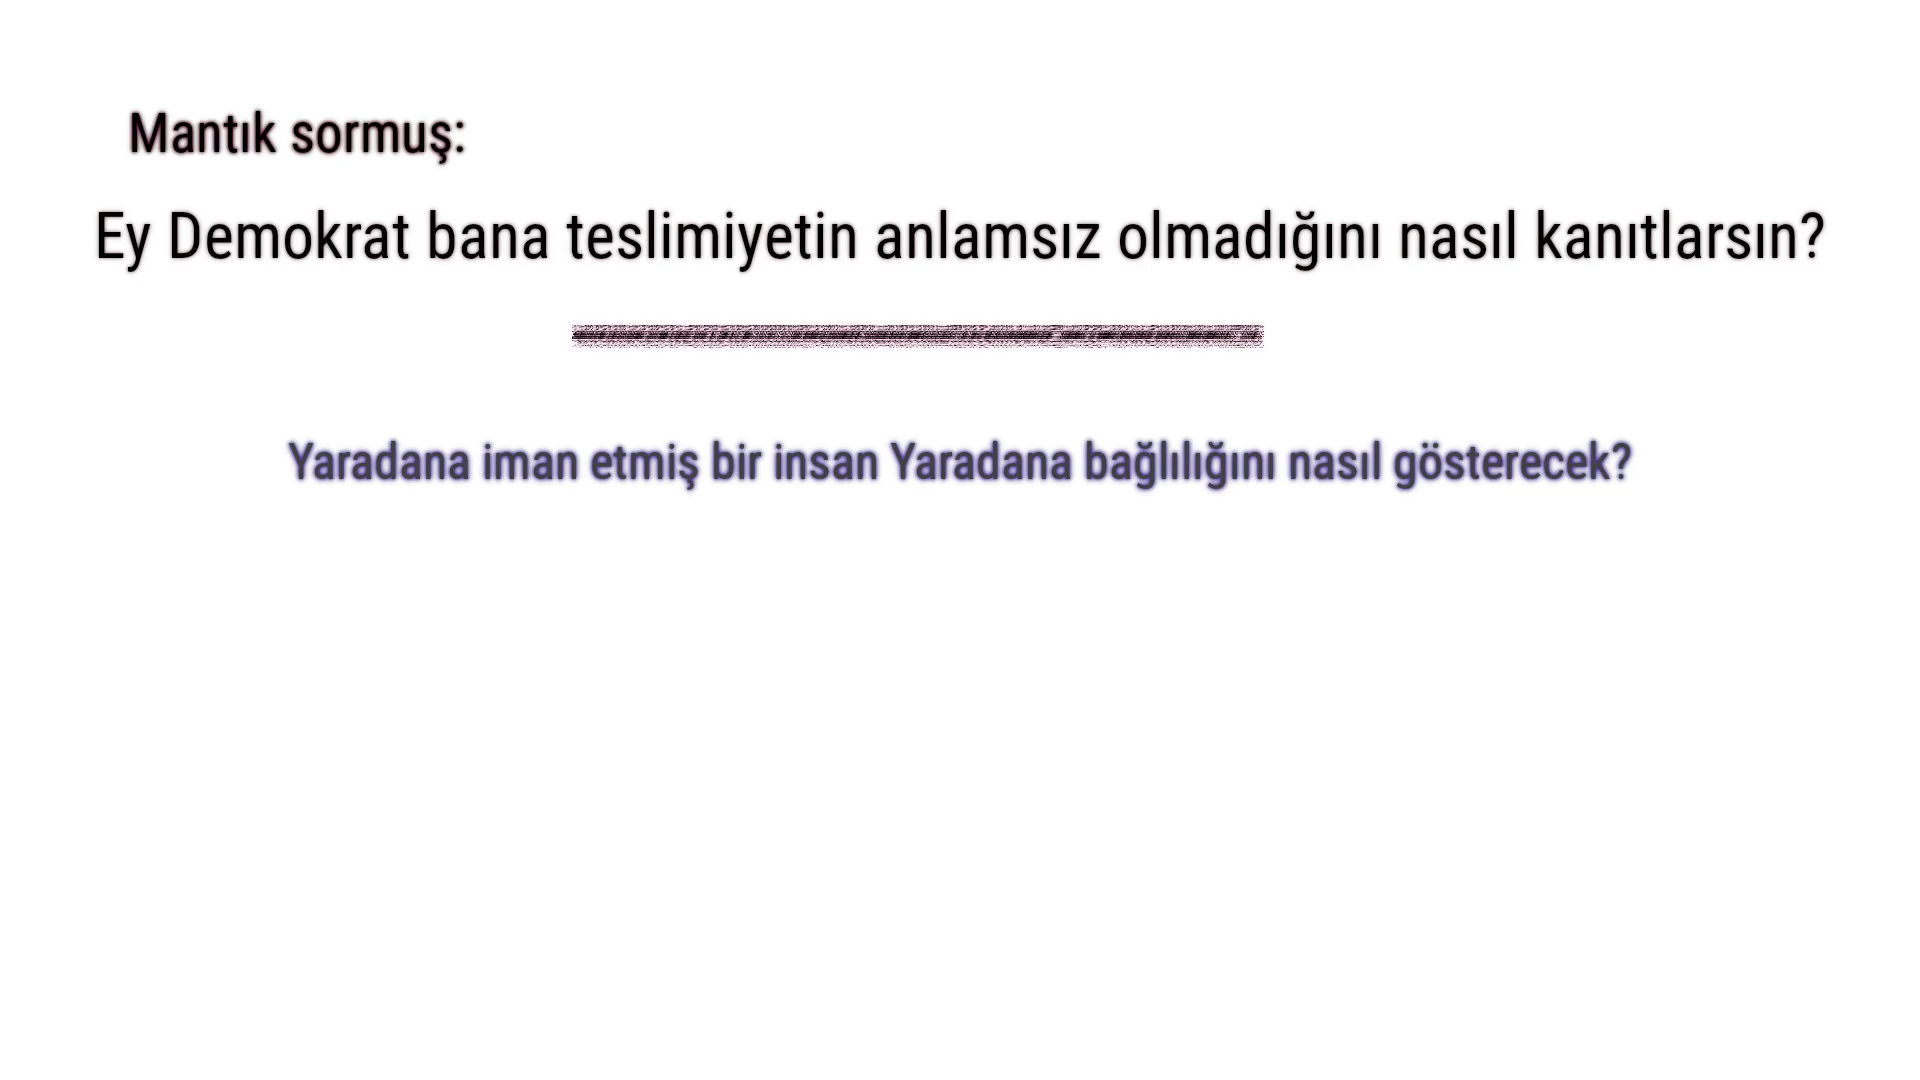 Mantık sormuş:
Ey Demokrat bana teslimiyetin anlamsız olmadığını nasıl kanıtlarsın?
Yaradana iman etmiş bir insan Yaradana bağlılığını nasıl gösterecek?